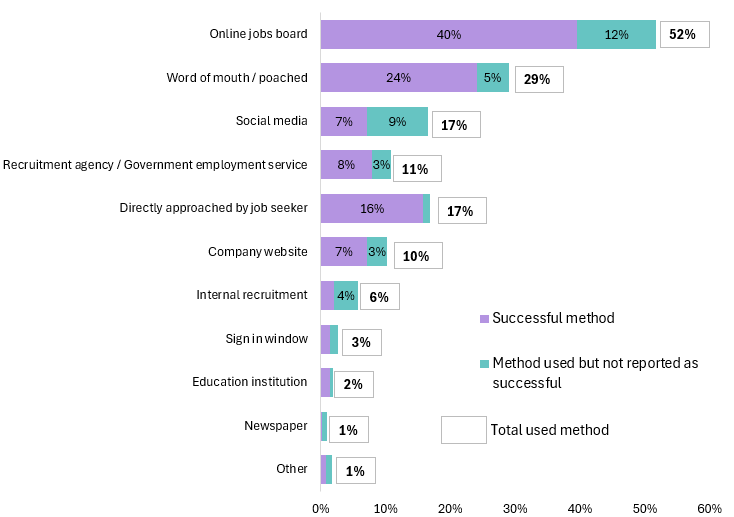 Online jobs board 40% 12% 52%
Word of mouth / poached 24% 5% 29%
Social media 7% 9% 17%
Recruitment agency / Government employment service 8% 3% 11%
Directly approached by job seeker 16% 17%
Company website 7% 3% 10%
Internal recruitment 4% 6%
Sign in window 3%
Education institution 2%
Newspaper 1%
Other 1%
Successful method
Method used but not reported as
successful
Total used method
0% 10% 20% 30% 40% 50% 60%